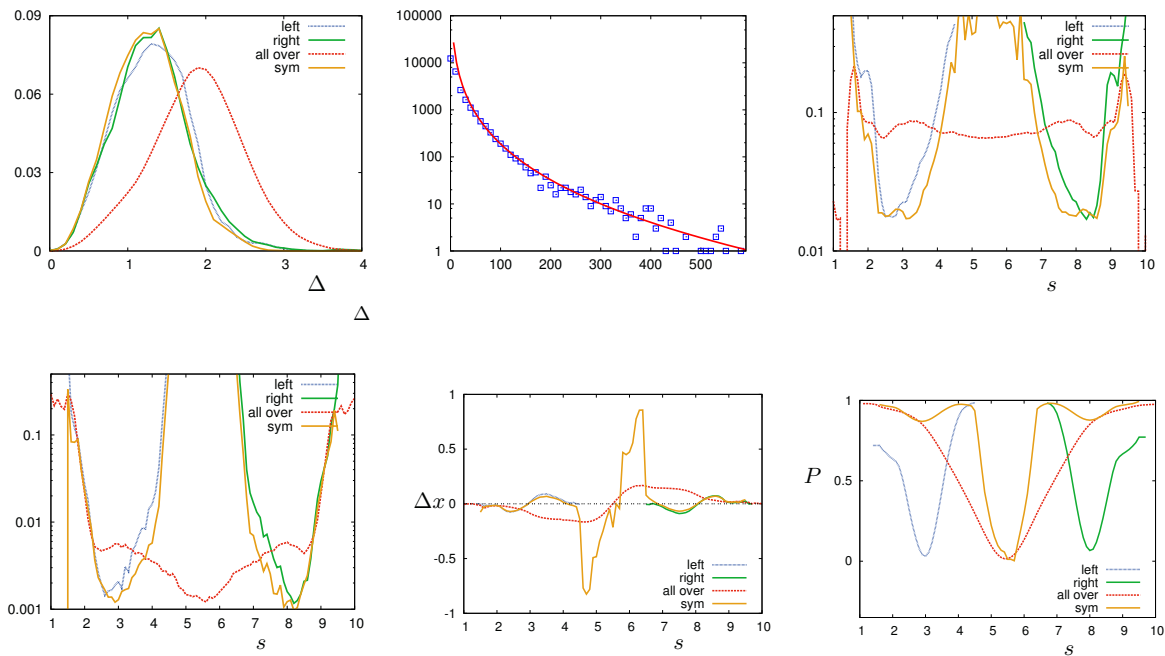 0.09
0.06
0.03
0
0 1 2 3 4
left
right
all over
sym
Δ
Δ
100000
10000
1000
100
10
1
0 100 200 300 400 500
0.1
0.01
1 2 3 4 5 6 7 8 9 10
left
right
all over
sym
s
0.1
0.01
0.001
1 2 3 4 5 6 7 8 9 10
left
right
all over
sym
s
1
0.5
0
-0.5
-1
Δx
1 2 3 4 5 6 7 8 9 10
left
right
all over
sym
s
1
0.5
0
P
1 2 3 4 5 6 7 8 9 10
left
right
all over
sym
s